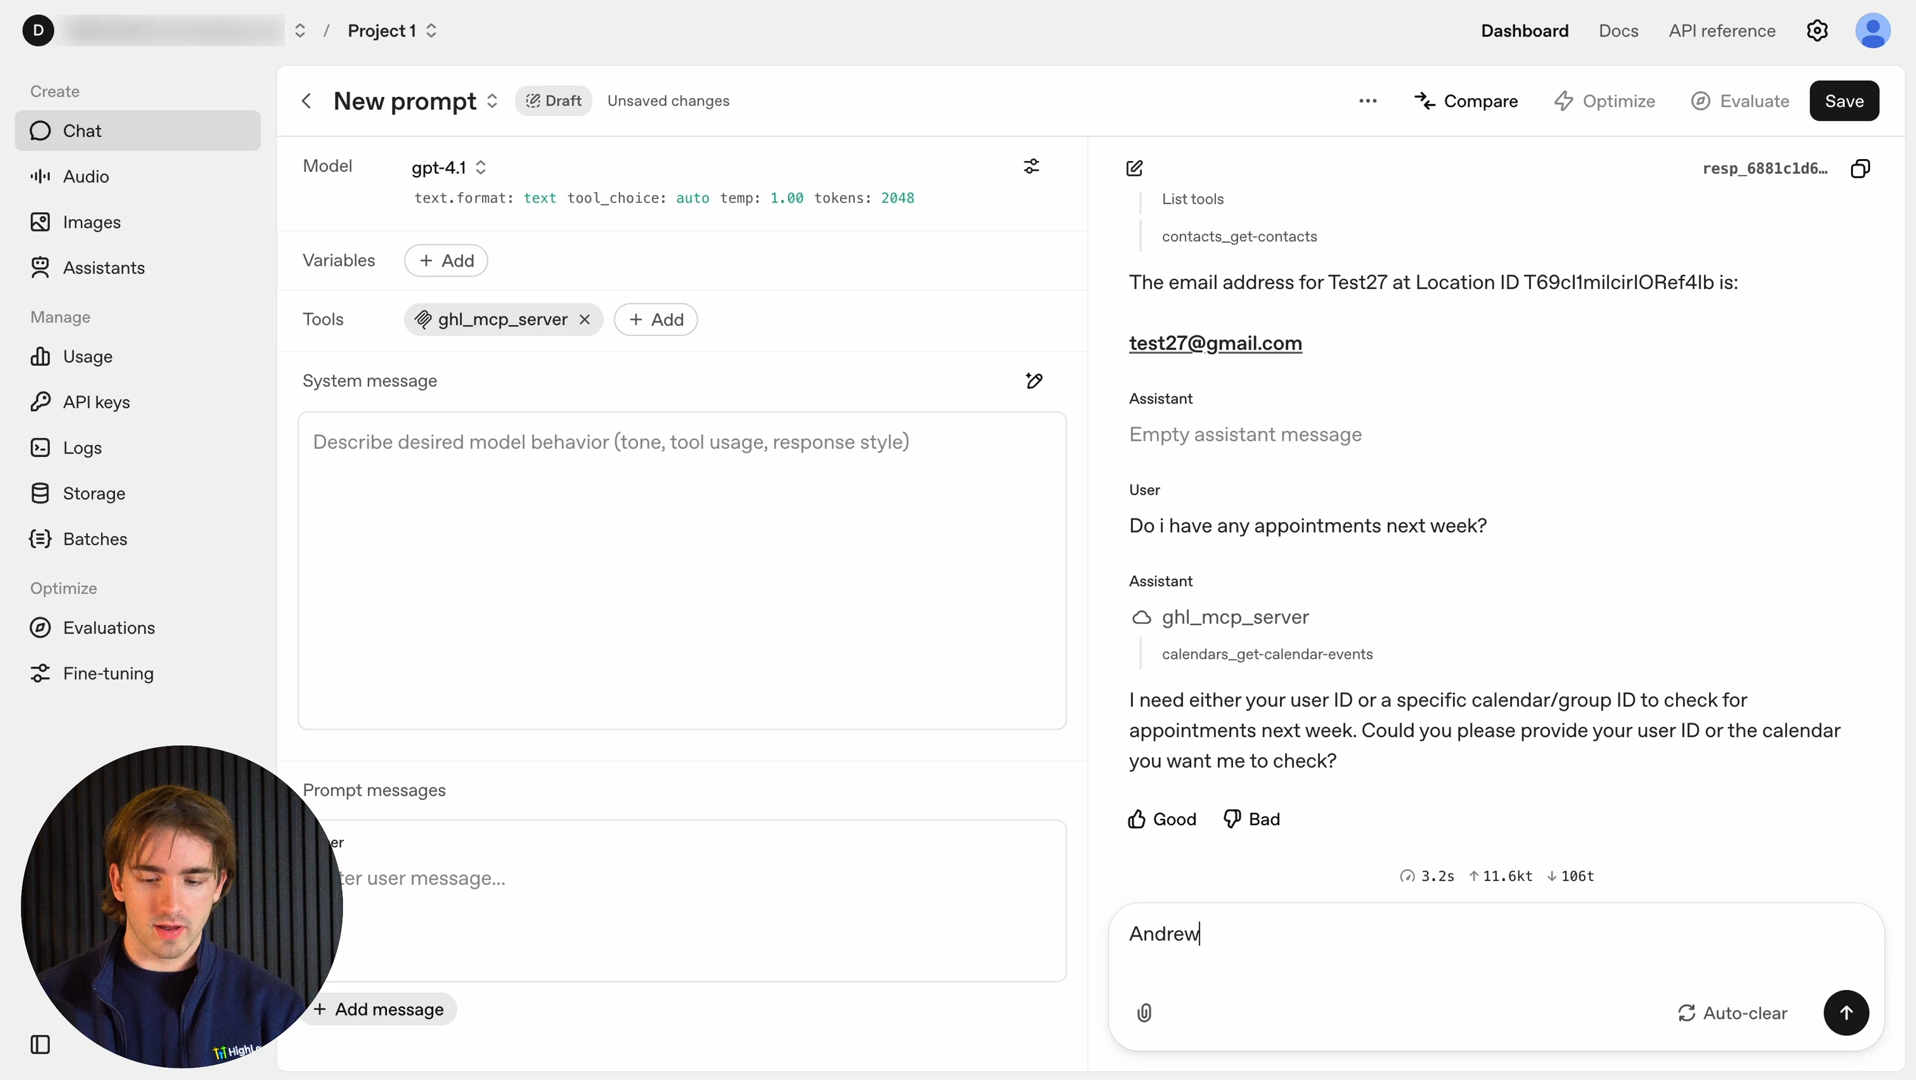 D
/
Project 1
Dashboard
Docs
API reference
Create
Chat
Audio
Images
Assistants
Manage
Usage
API keys
Logs
Storage
Batches
Optimize
Evaluations
Fine-tuning
New prompt
Draft
Unsaved changes
Compare
Optimize
Evaluate
Save
Model
gpt-4.1
text.format: text tool_choice: auto temp: 1.00 tokens: 2048
Variables
+ Add
Tools
ghl_mcp_server
+ Add
System message
Describe desired model behavior (tone, tool usage, response style)
Prompt messages
er
ter user message...
+ Add message
resp_6881c1d6…
List tools
contacts_get-contacts
The email address for Test27 at Location ID T69cI1milcirIORef4Ib is:
test27@gmail.com
Assistant
Empty assistant message
User
Do i have any appointments next week?
Assistant
ghl_mcp_server
calendars_get-calendar-events
I need either your user ID or a specific calendar/group ID to check for
appointments next week. Could you please provide your user ID or the calendar
you want me to check?
Good
Bad
3.2s ↑ 11.6kt ↓ 106t
Andrew
Auto-clear